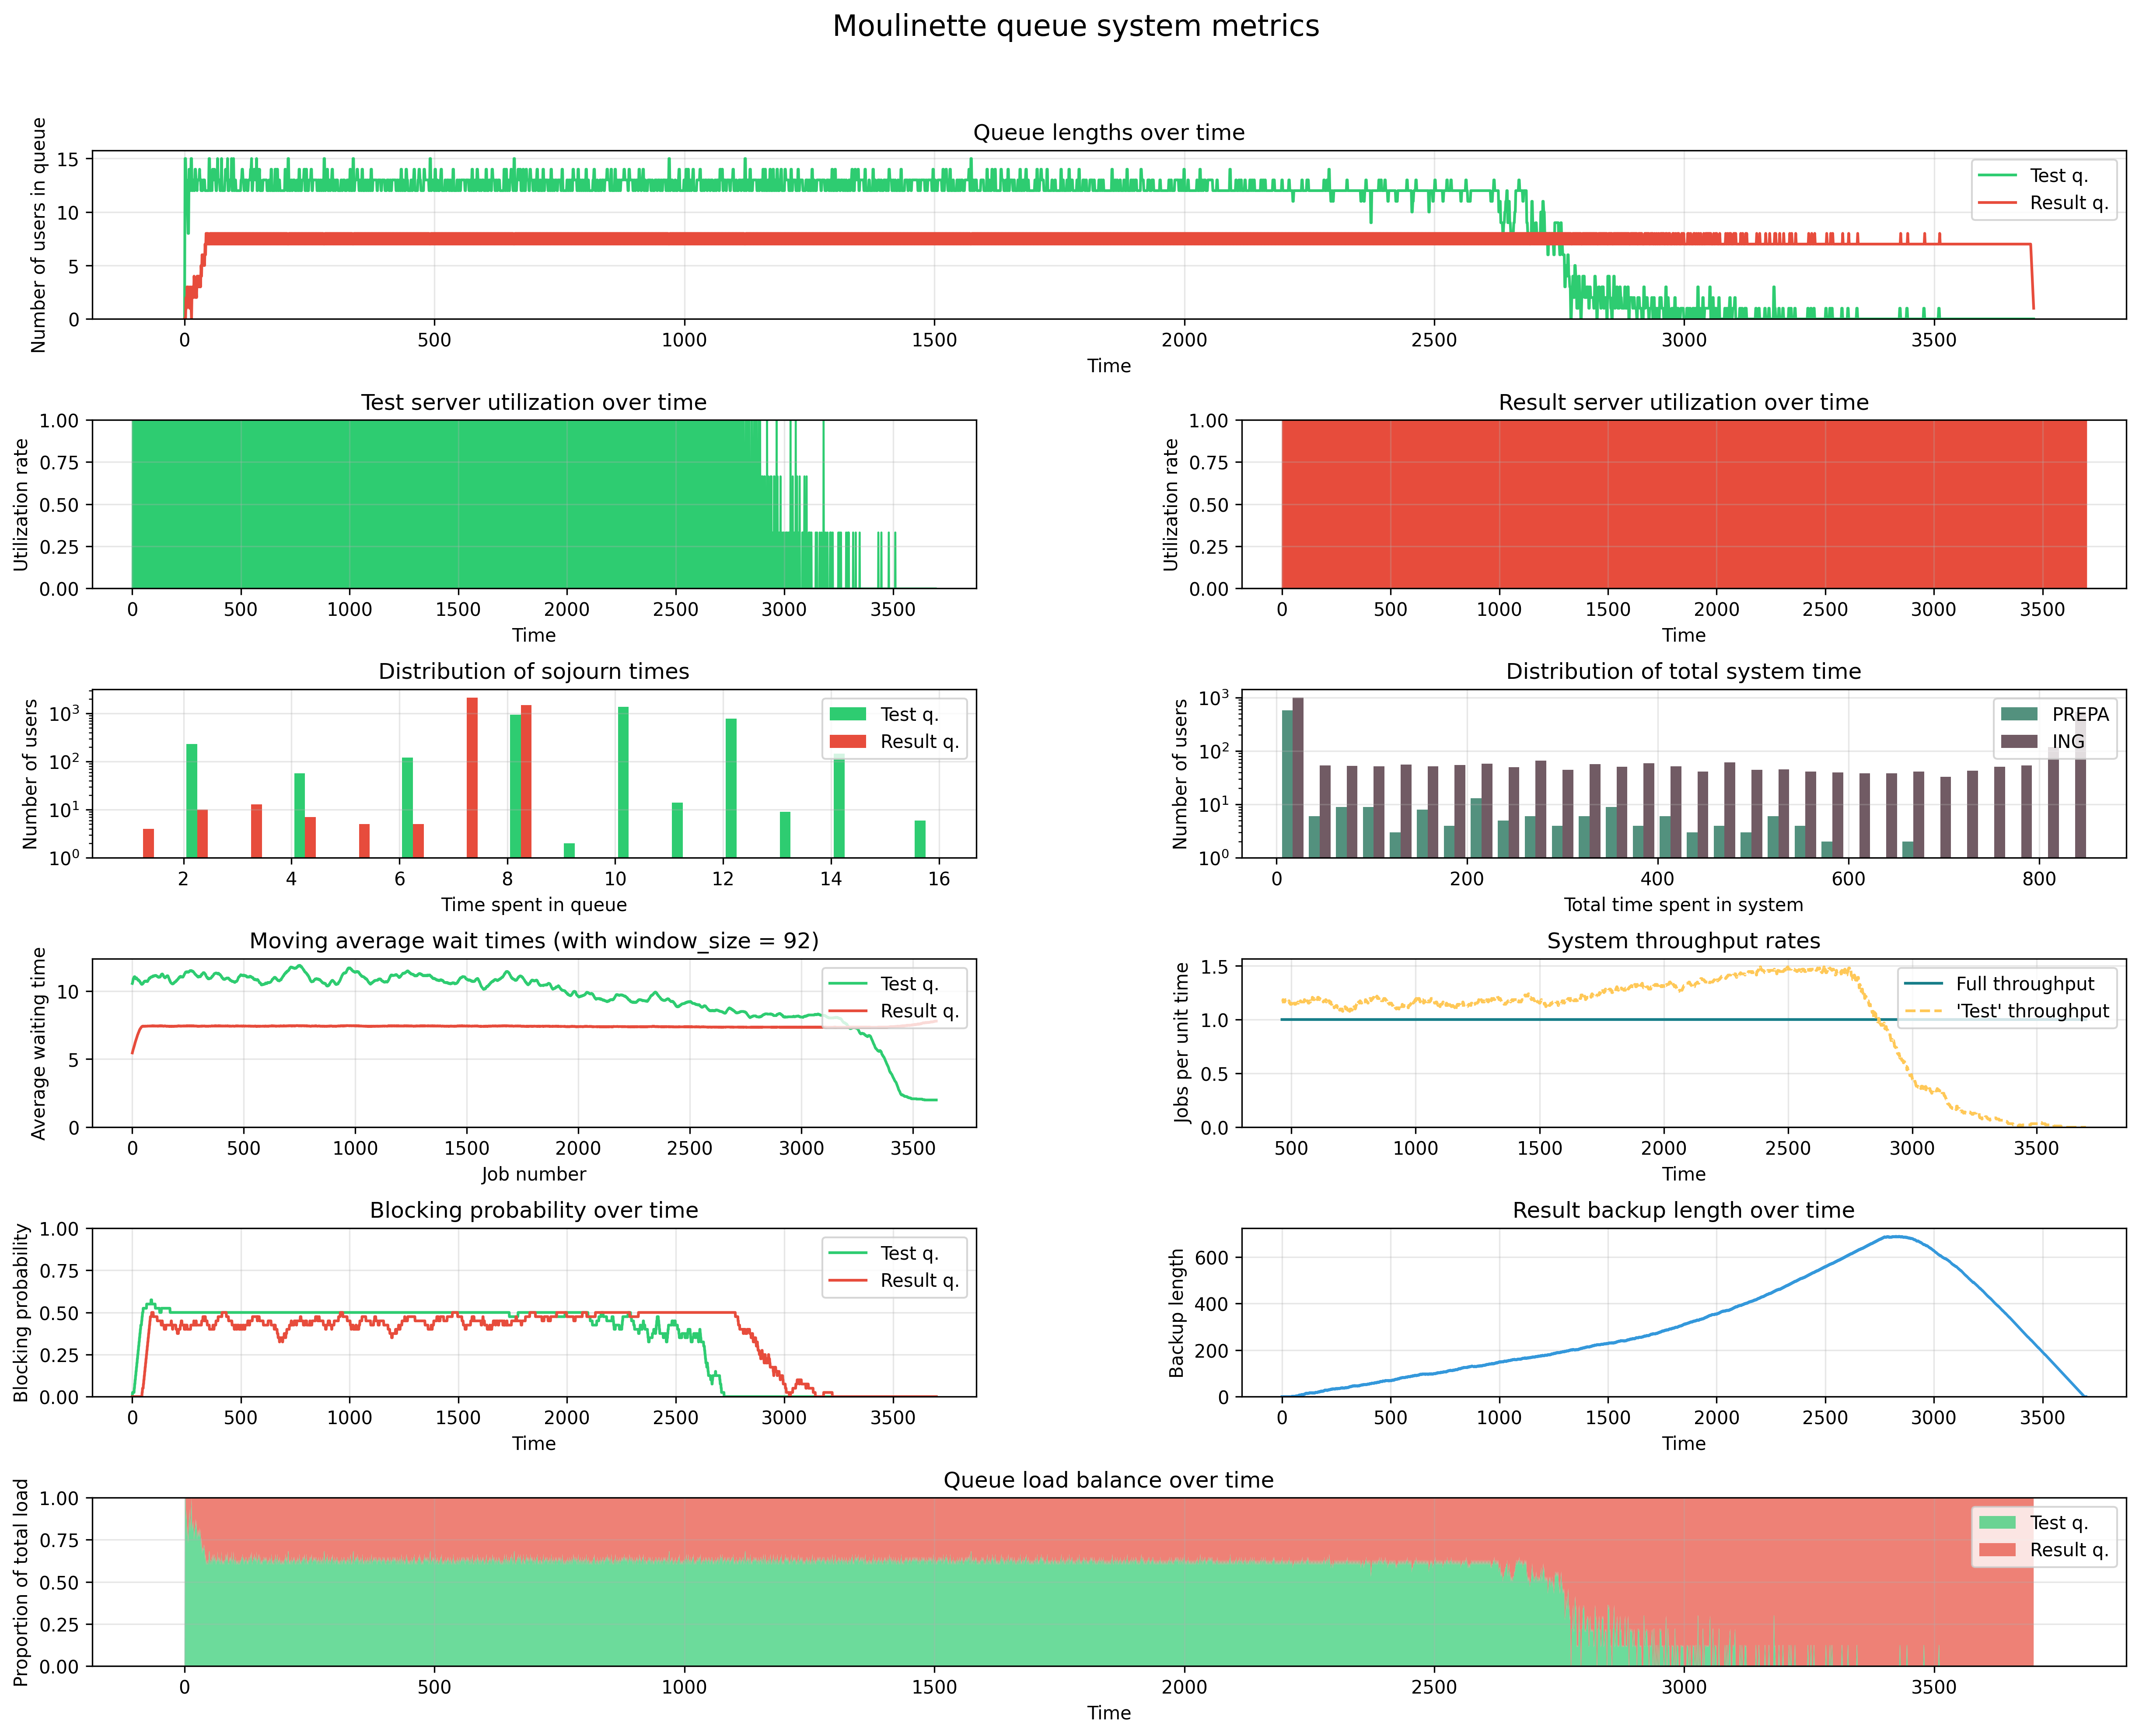 Moulinette queue system metrics
Queue lengths over time
Number of users in queue
15
10
5
0
Test q.
Result q.
0 500 1000 1500 2000 2500 3000 3500
Time
Test server utilization over time
Utilization rate
1.00
0.75
0.50
0.25
0.00
0 500 1000 1500 2000 2500 3000 3500
Time
Result server utilization over time
Utilization rate
1.00
0.75
0.50
0.25
0.00
0 500 1000 1500 2000 2500 3000 3500
Time
Distribution of sojourn times
Number of users
10³
10²
10¹
10⁰
Test q.
Result q.
2 4 6 8 10 12 14 16
Time spent in queue
Distribution of total system time
Number of users
10³
10²
10¹
10⁰
PREPA
ING
0 200 400 600 800
Total time spent in system
Moving average wait times (with window_size = 92)
Average waiting time
10
5
0
Test q.
Result q.
0 500 1000 1500 2000 2500 3000 3500
Job number
System throughput rates
Jobs per unit time
1.5
1.0
0.5
0.0
Full throughput
'Test' throughput
500 1000 1500 2000 2500 3000 3500
Time
Blocking probability over time
Blocking probability
1.00
0.75
0.50
0.25
0.00
Test q.
Result q.
0 500 1000 1500 2000 2500 3000 3500
Time
Result backup length over time
Backup length
600
400
200
0
0 500 1000 1500 2000 2500 3000 3500
Time
Queue load balance over time
Proportion of total load
1.00
0.75
0.50
0.25
0.00
Test q.
Result q.
0 500 1000 1500 2000 2500 3000 3500
Time